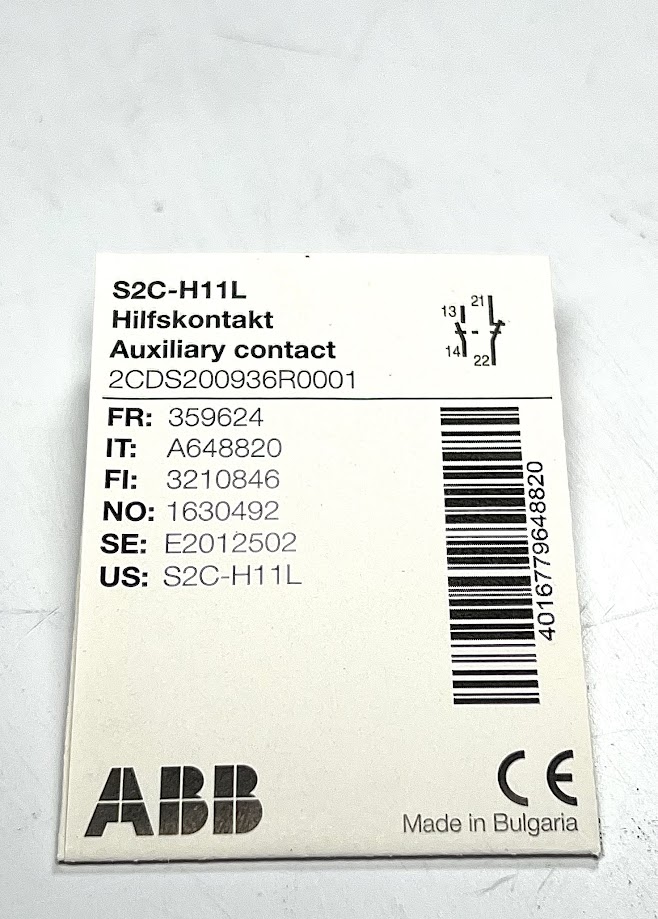 S2C-H11L
Hilfskontakt
Auxiliary contact
2CDS200936R0001
13 21
14 22
FR: 359624
IT: A648820
FI: 3210846
NO: 1630492
SE: E2012502
US: S2C-H11L
4016779648820
ABB
CE
Made in Bulgaria